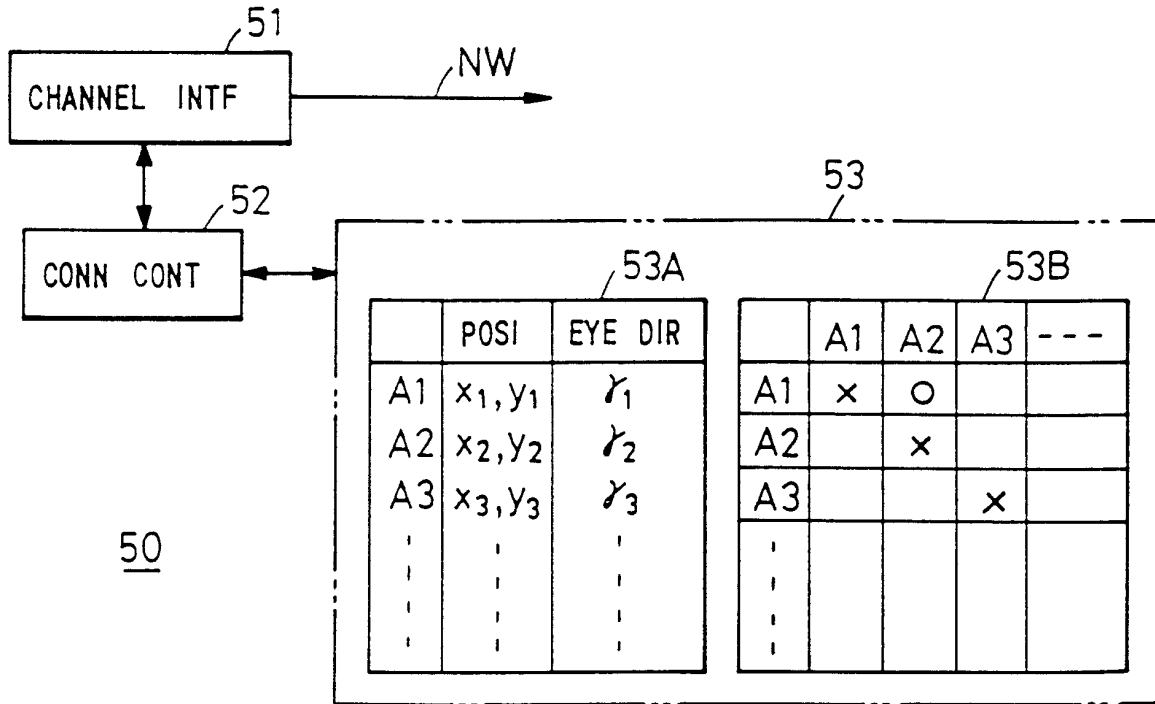 51
CHANNEL INTF
NW
52
CONN CONT
53
53A
POSI EYE DIR
A1 x₁,y₁ γ₁
A2 x₂,y₂ γ₂
A3 x₃,y₃ γ₃
53B
A1 A2 A3 ---
A1 × O
A2 ×
A3 ×
50